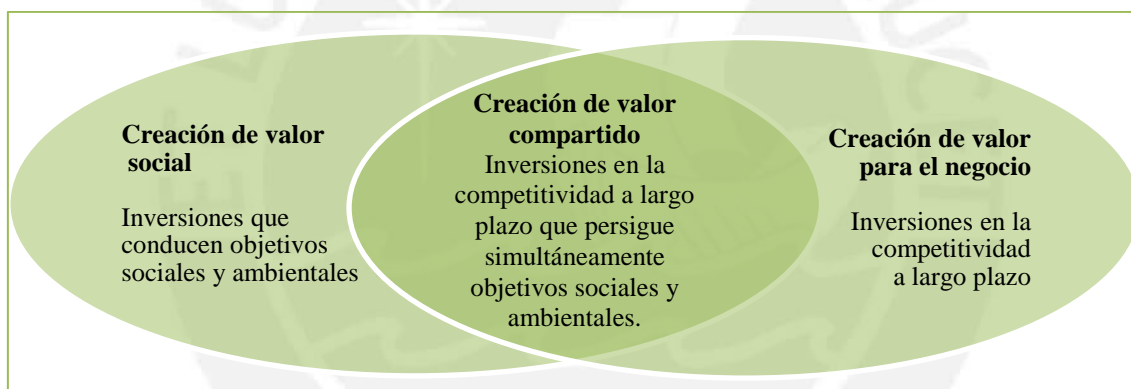 Creación de valor
social
Inversiones que
conducen objetivos
sociales y ambientales
Creación de valor
compartido
Inversiones en la
competitividad a largo
plazo que persigue
simultáneamente
objetivos sociales y
ambientales.
Creación de valor
para el negocio
Inversiones en la
competitividad
a largo plazo